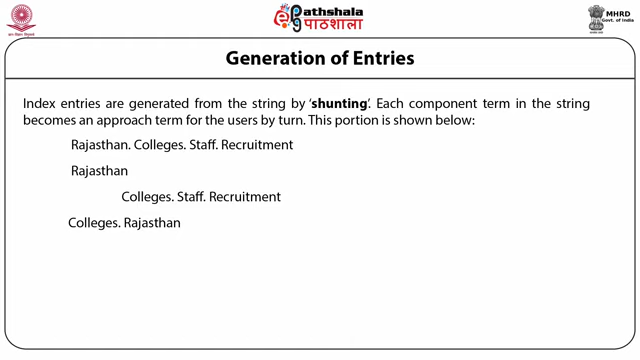 ePathshala
पाठशाला
MHRD
Govt. of India
Generation of Entries
Index entries are generated from the string by ‘shunting’. Each component term in the string
becomes an approach term for the users by turn. This portion is shown below:
Rajasthan. Colleges. Staff. Recruitment
Rajasthan
Colleges. Staff. Recruitment
Colleges. Rajasthan